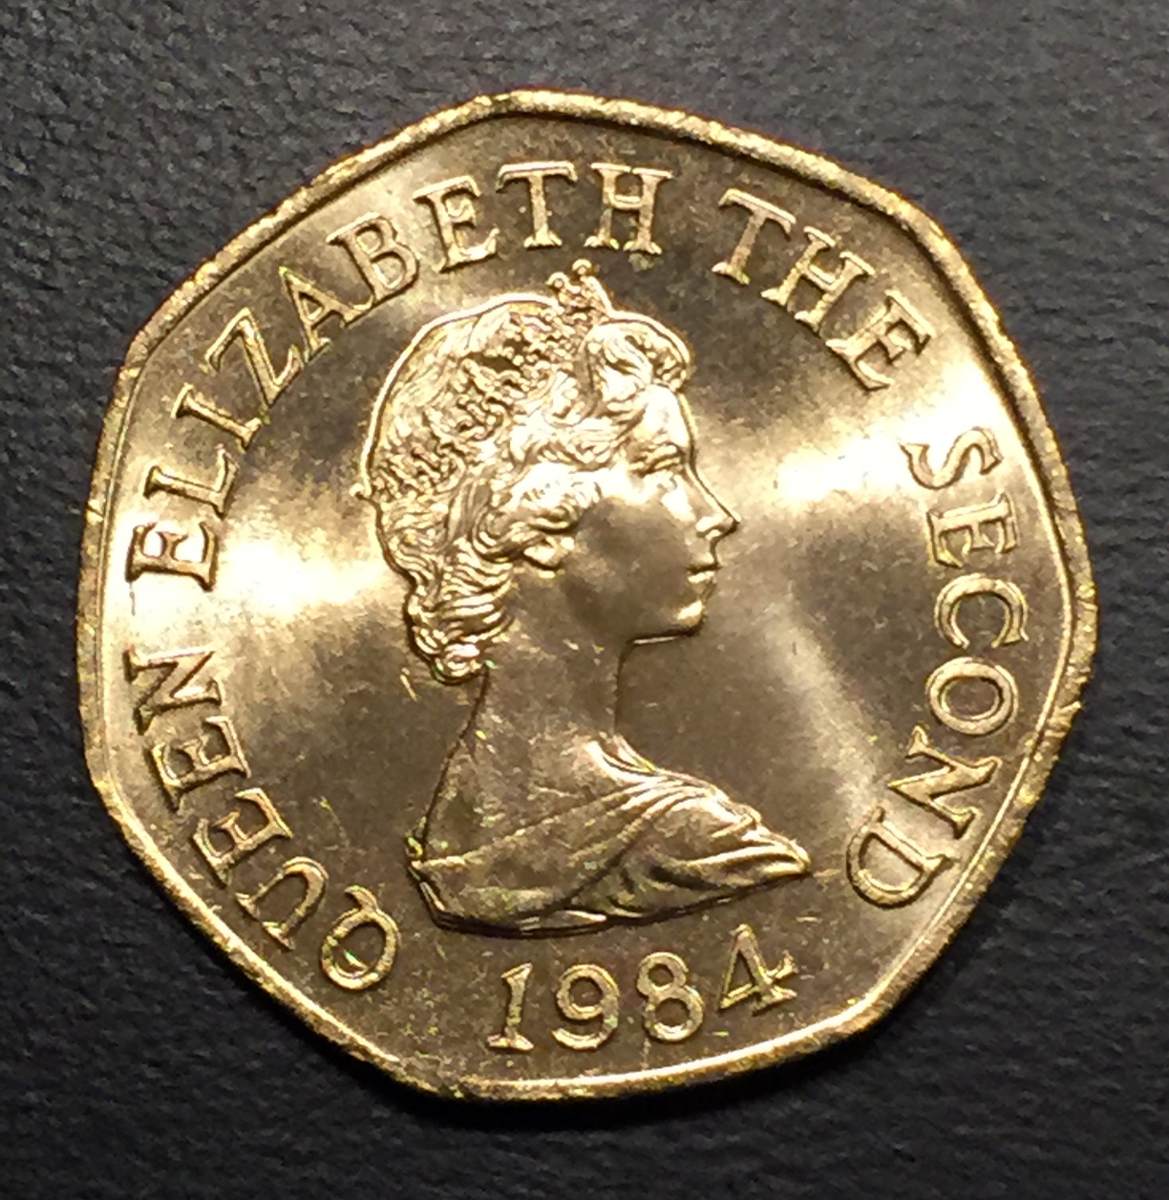 QUEEN ELIZABETH THE SECOND
1984